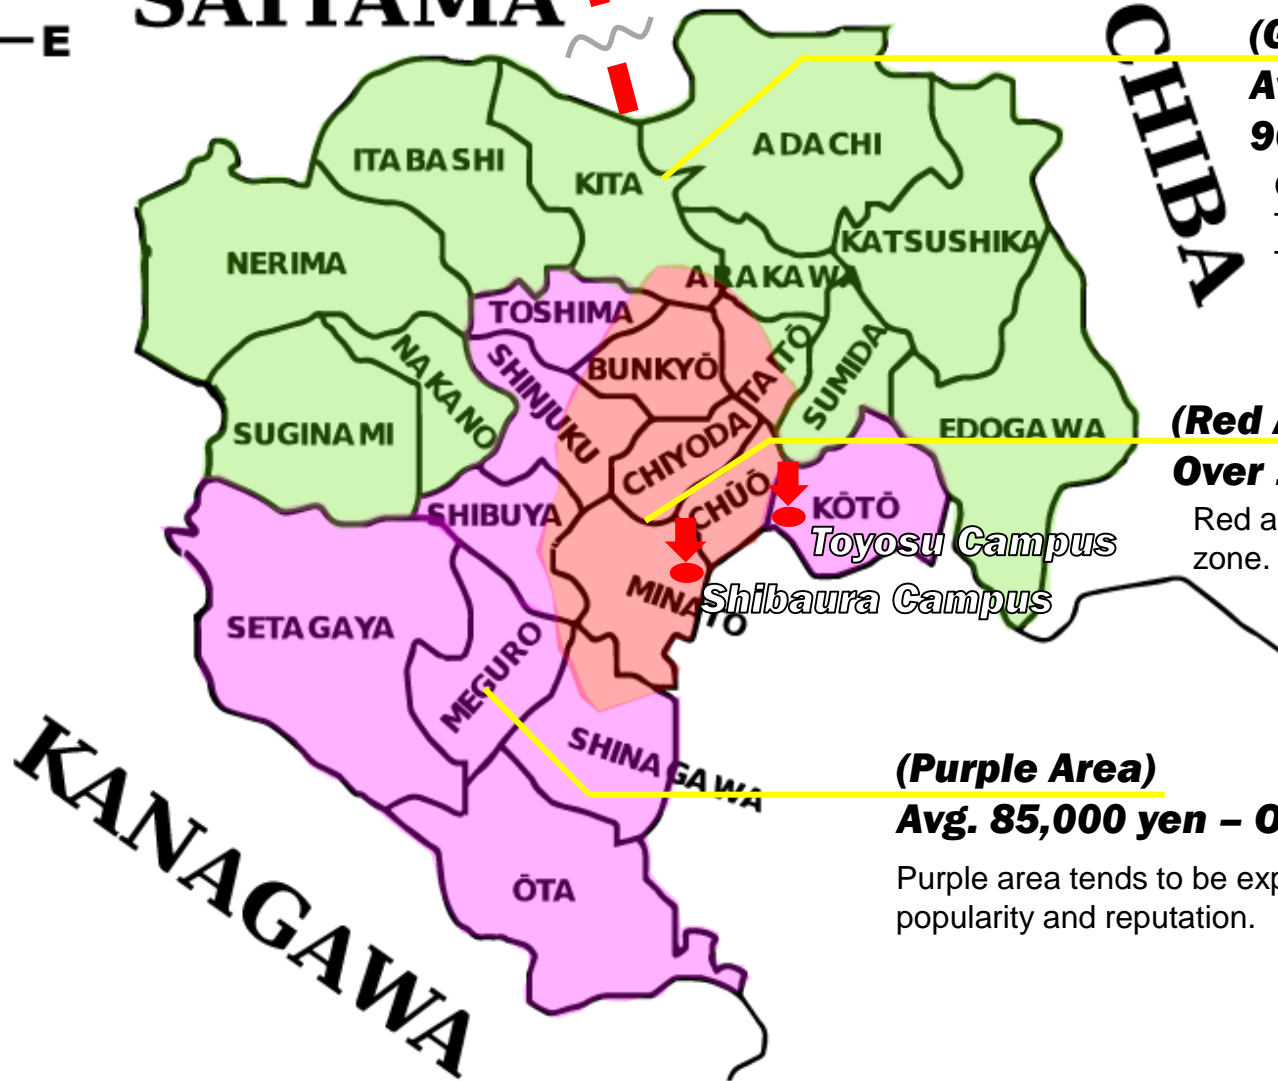 SAITAMA
E
CHIBA
(G
Av
90
ITABASHI
ADACHI
KITA
NERIMA
KATSUSHIKA
ARAKAWA
TOSHIMA
NAKANO
SHINJUKU
BUNKYŌ
TAITŌ
SUMIDA
SUGINAMI
EDOGAWA
CHIYODA
(Red A
Over
CHŪŌ
KŌTŌ
SHIBUYA
Red a
zone.
Toyosu Campus
MINATO
Shibaura Campus
SETAGAYA
MEGURO
SHINAGAWA
KANAGAWA
(Purple Area)
Avg. 85,000 yen – O
Purple area tends to be exp
popularity and reputation.
ŌTA